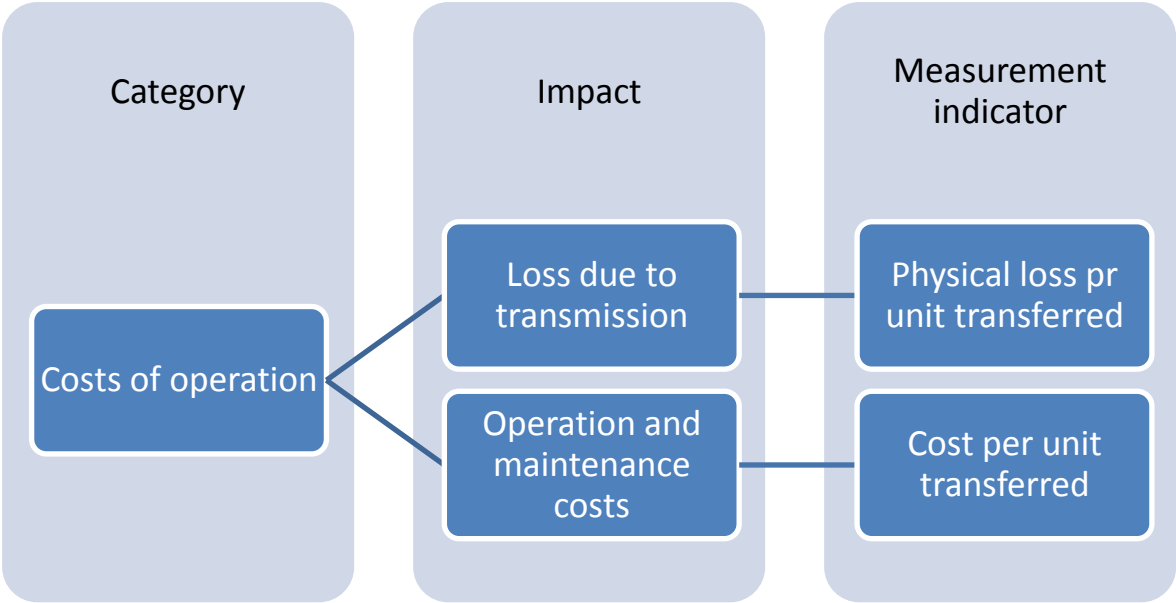 Category
Impact
Measurement
indicator
Costs of operation
Loss due to
transmission
Physical loss pr
unit transferred
Operation and
maintenance
costs
Cost per unit
transferred